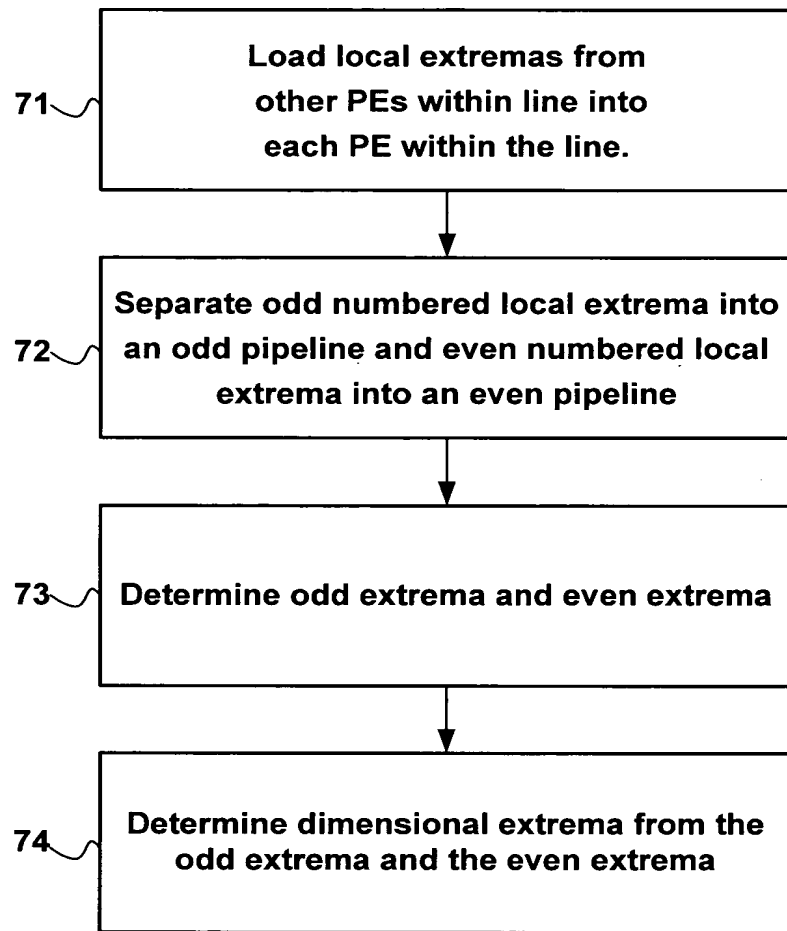 Load local extremas from
71
other PEs within line into
each PE within the line.
Separate odd numbered local extrema into
72
an odd pipeline and even numbered local
extrema into an even pipeline
73
Determine odd extrema and even extrema
Determine dimensional extrema from the
74
odd extrema and the even extrema